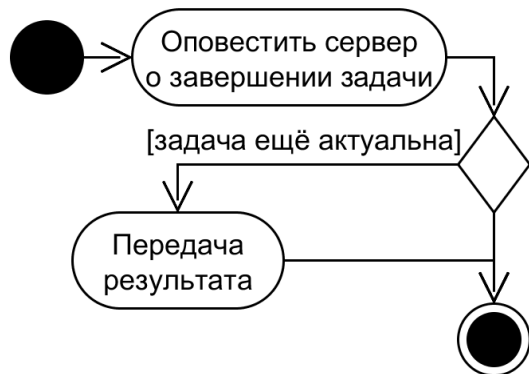 Оповестить сервер
о завершении задачи
[задача ещё актуальна]
Передача
результата